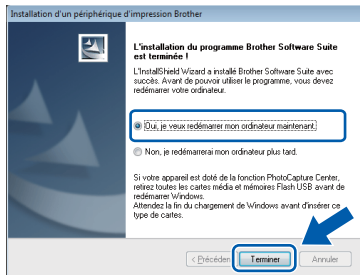 Installation d'un périphérique d'impression Brother
L'installation du programme Brother Software Suite
est terminée !
L'InstallShield Wizard a installé Brother Software Suite avec
succès. Avant de pouvoir utiliser le programme, vous devez
redémarrer votre ordinateur.
Oui, je veux redémarrer mon ordinateur maintenant.
Non, je redémarrerai mon ordinateur plus tard.
Si votre appareil est doté de la fonction PhotoCapture Center,
retirez toutes les cartes média et mémoires Flash USB avant de
redémarrer Windows.
Attendez la fin du chargement de Windows avant d'insérer ce
type de cartes.
< Précéden
Terminer
Annuler